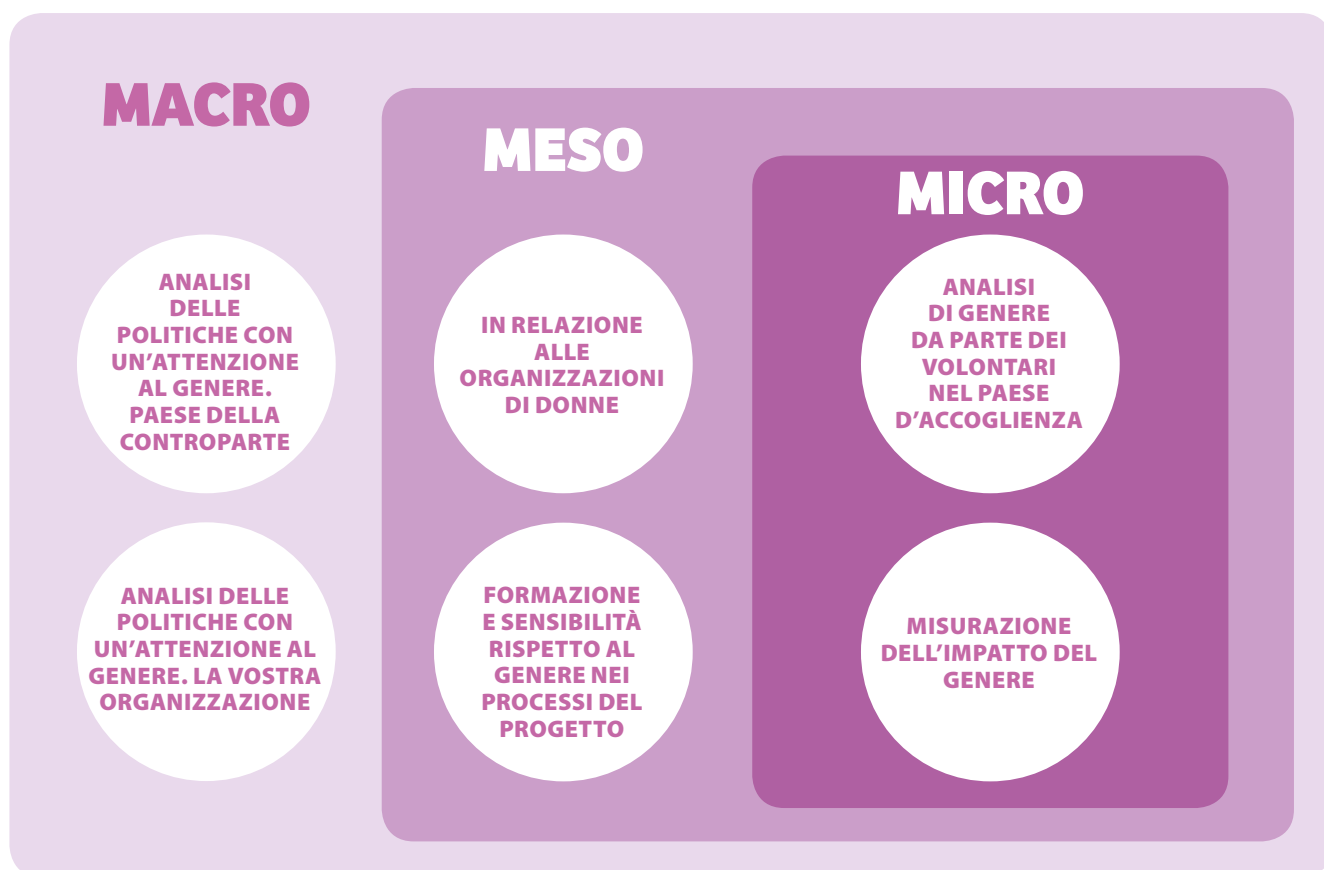 MACRO
ANALISI
DELLE
POLITICHE CON
UN’ATTENZIONE
AL GENERE.
PAESE DELLA
CONTROPARTE
ANALISI DELLE
POLITICHE CON
UN’ATTENZIONE AL
GENERE. LA VOSTRA
ORGANIZZAZIONE
MESO
IN RELAZIONE
ALLE
ORGANIZZAZIONI
DI DONNE
FORMAZIONE
E SENSIBILITÀ
RISPETTO AL
GENERE NEI
PROCESSI DEL
PROGETTO
MICRO
ANALISI
DI GENERE
DA PARTE DEI
VOLONTARI
NEL PAESE
D’ACCOGLIENZA
MISURAZIONE
DELL’IMPATTO DEL
GENERE